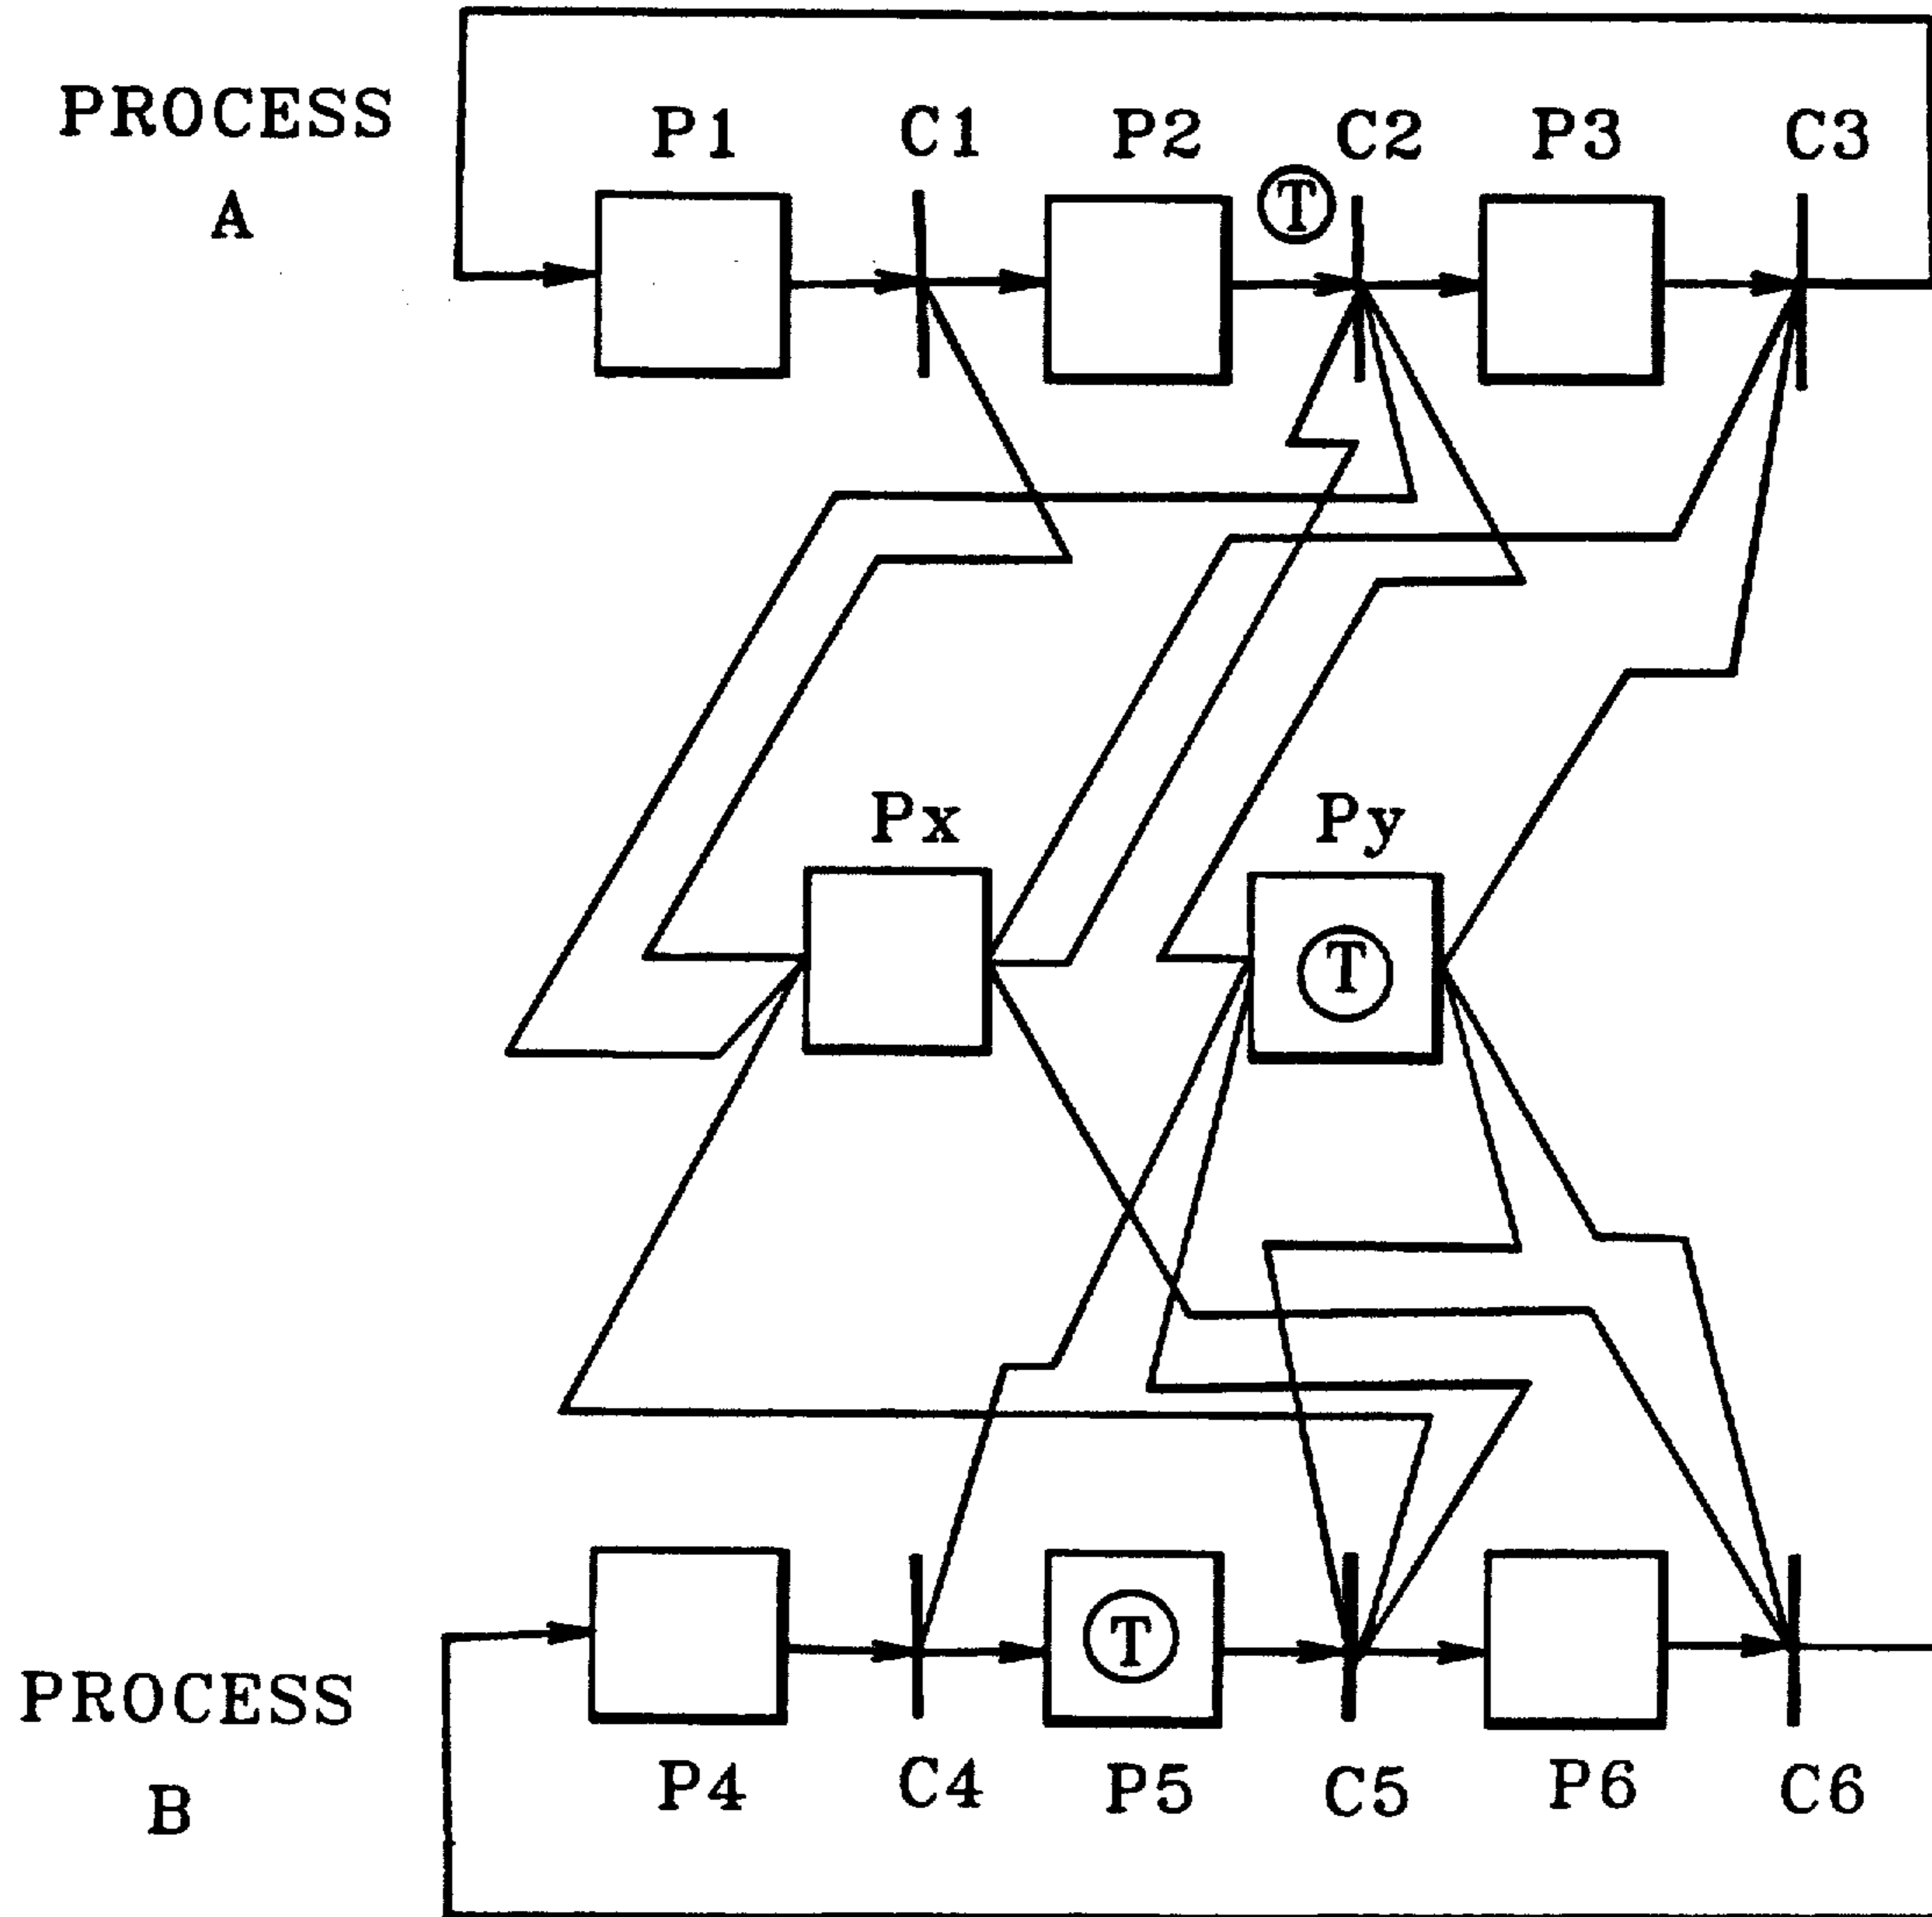 PROCESS
A
P1 C1 P2 C2 P3 C3
T
Px Py
T
T
PROCESS
B
P4 C4 P5 C5 P6 C6